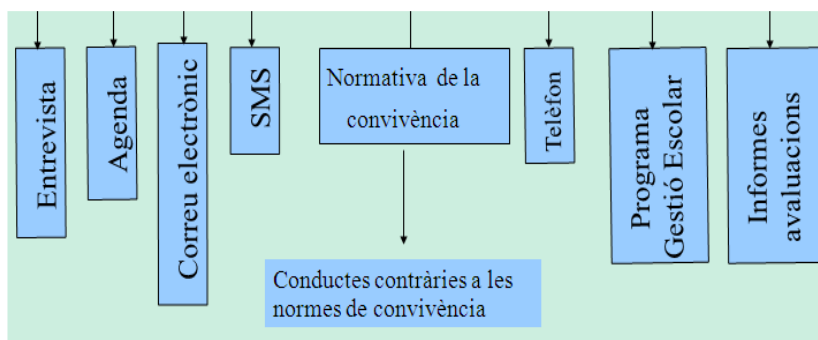 Entrevista
Agenda
Correu electrònic
SMS
Normativa de la
convivència
Telèfon
Programa
Gestió Escolar
Informes
avaluacions
Conductes contràries a les
normes de convivència